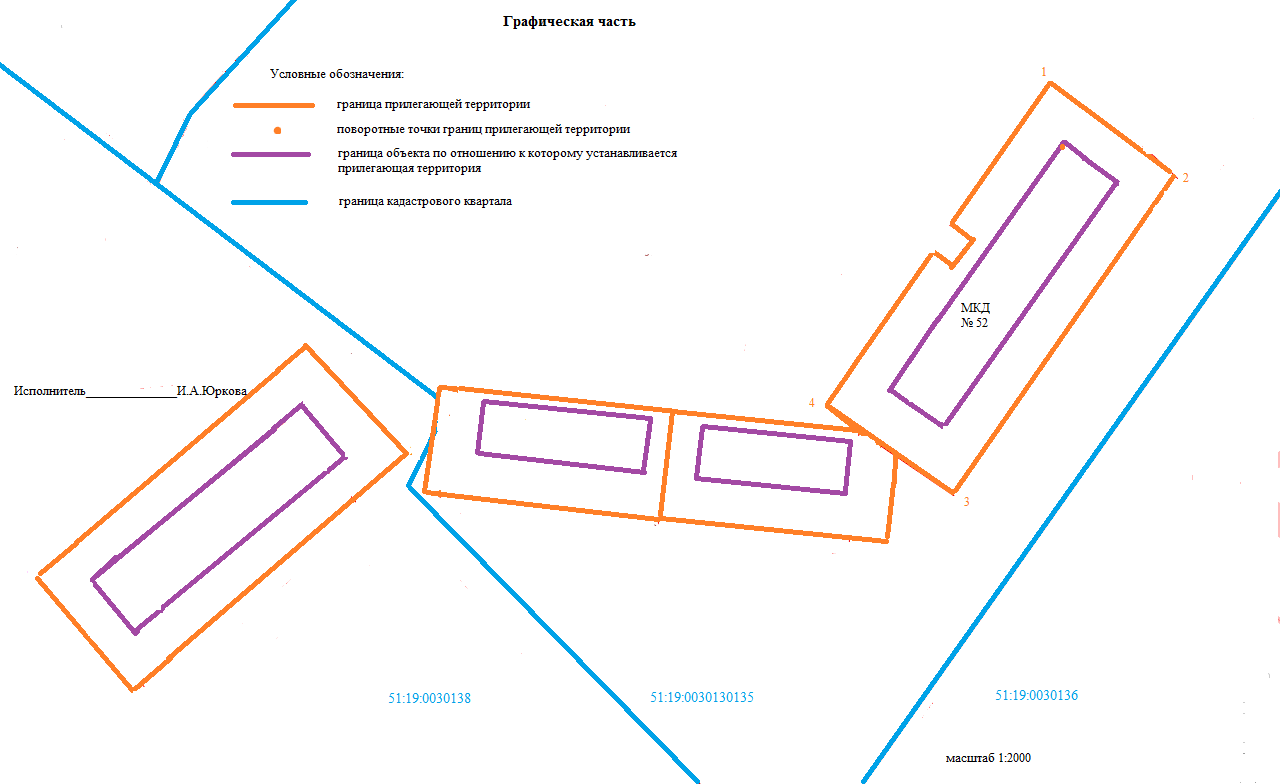 Графическая часть
Условные обозначения:
граница прилегающей территории
поворотные точки границ прилегающей территории
граница объекта по отношению к которому устанавливается
прилегающая территория
граница кадастрового квартала
1
2
МКД
№ 52
Исполнитель_______________И.А.Юркова
4
3
51:19:0030138
51:19:0030130135
51:19:0030136
масштаб 1:2000